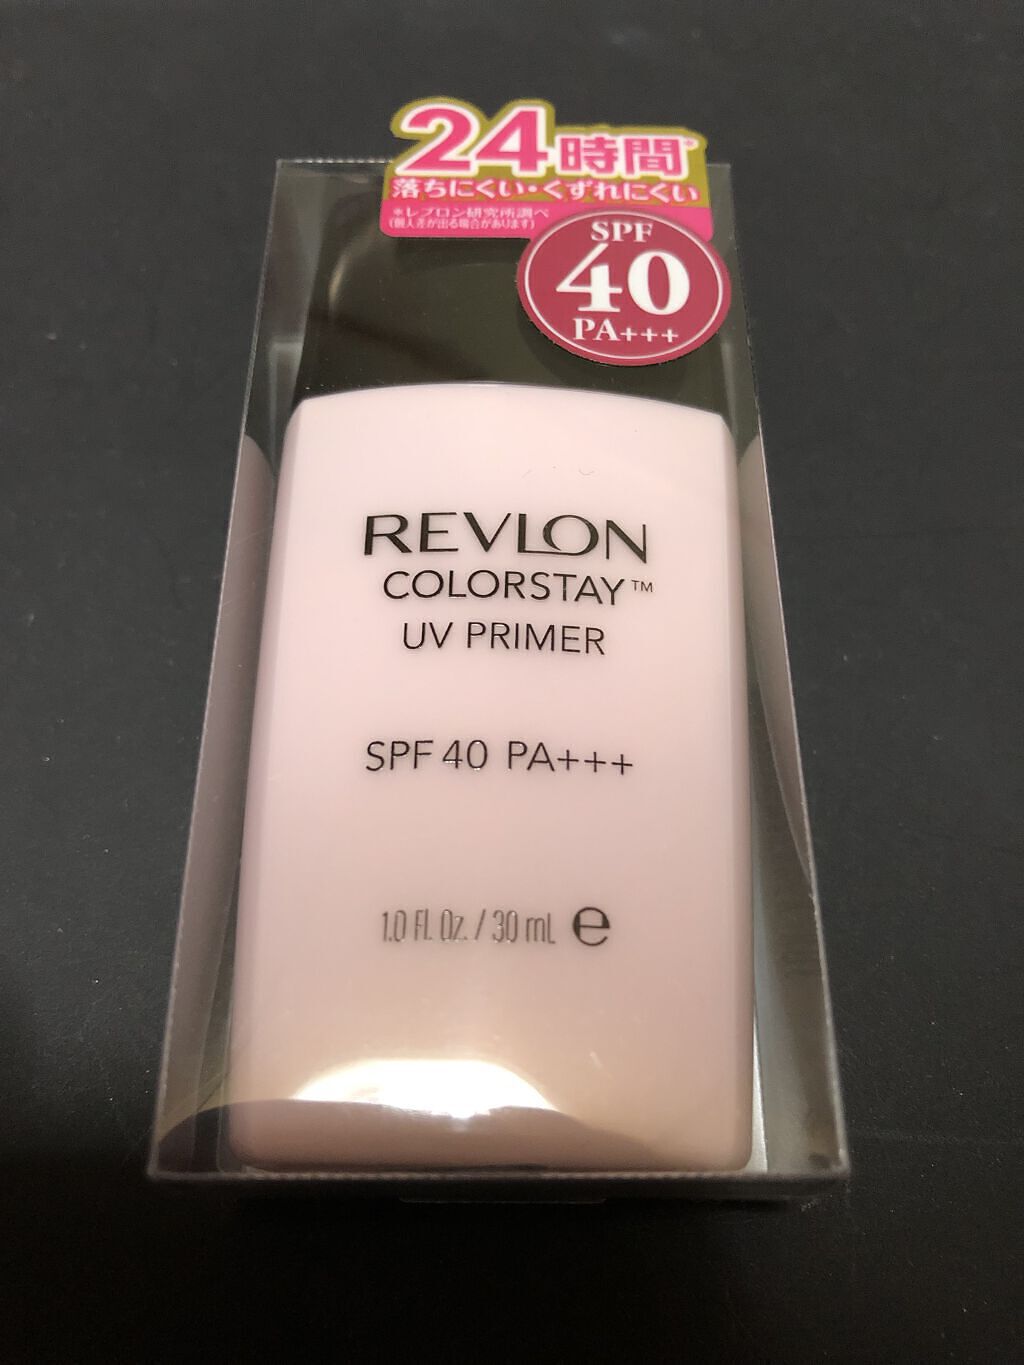 24時間*
落ちにくい・くずれにくい
*レブロン研究所調べ
(個人差が出る場合があります)
SPF
40
PA+++
REVLON
COLORSTAY™
UV PRIMER
SPF 40 PA+++
1.0 FL. Oz. / 30 mL ℮